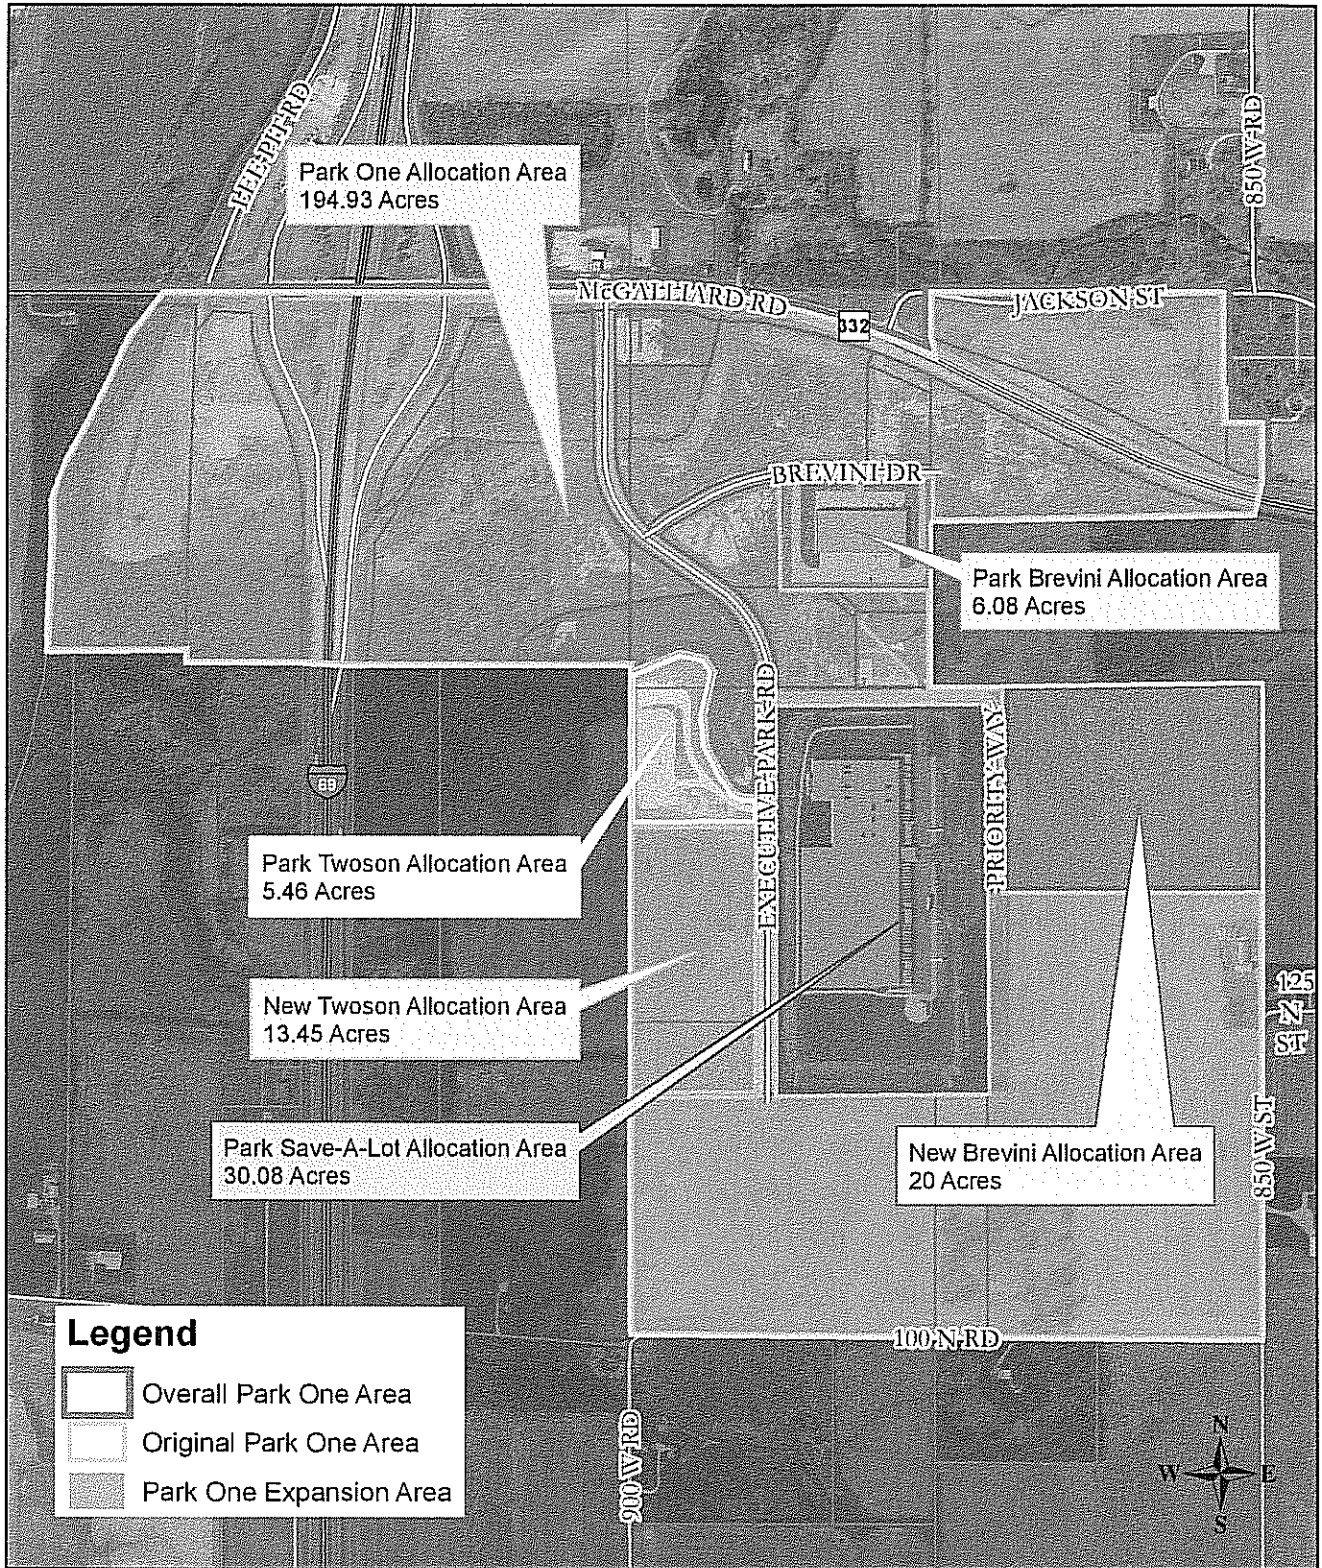 LEE PIT RD
850 W RD
Park One Allocation Area
194.93 Acres
McGALLIARD RD
332
JACKSON ST
BREVINI DR
Park Brevini Allocation Area
6.08 Acres
EXECUTIVE PARK RD
PRIORITY WAY
69
Park Twoson Allocation Area
5.46 Acres
New Twoson Allocation Area
13.45 Acres
125
N
ST
Park Save-A-Lot Allocation Area
30.08 Acres
New Brevini Allocation Area
20 Acres
850 W ST
Legend
Overall Park One Area
Original Park One Area
Park One Expansion Area
100 N RD
900 W RD
N
W
E
S